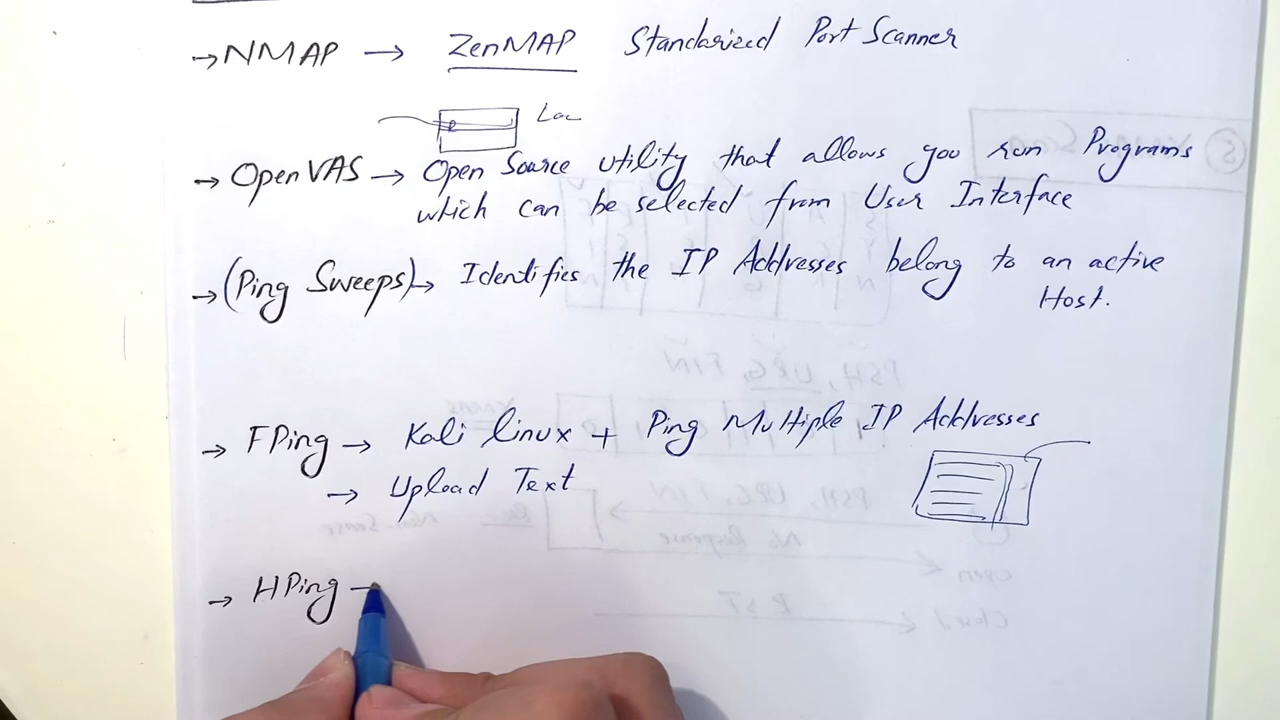 → NMAP → ZenMAP Standarized Port Scanner
Loc
→ OpenVAS → Open Source utility that allows you run Programs
which can be selected from User Interface
→ (Ping Sweeps) → Identifies the IP Addresses belong to an active
Host.
→ FPing → Kali linux + Ping Multiple IP Addresses
→ Upload Text
→ HPing –